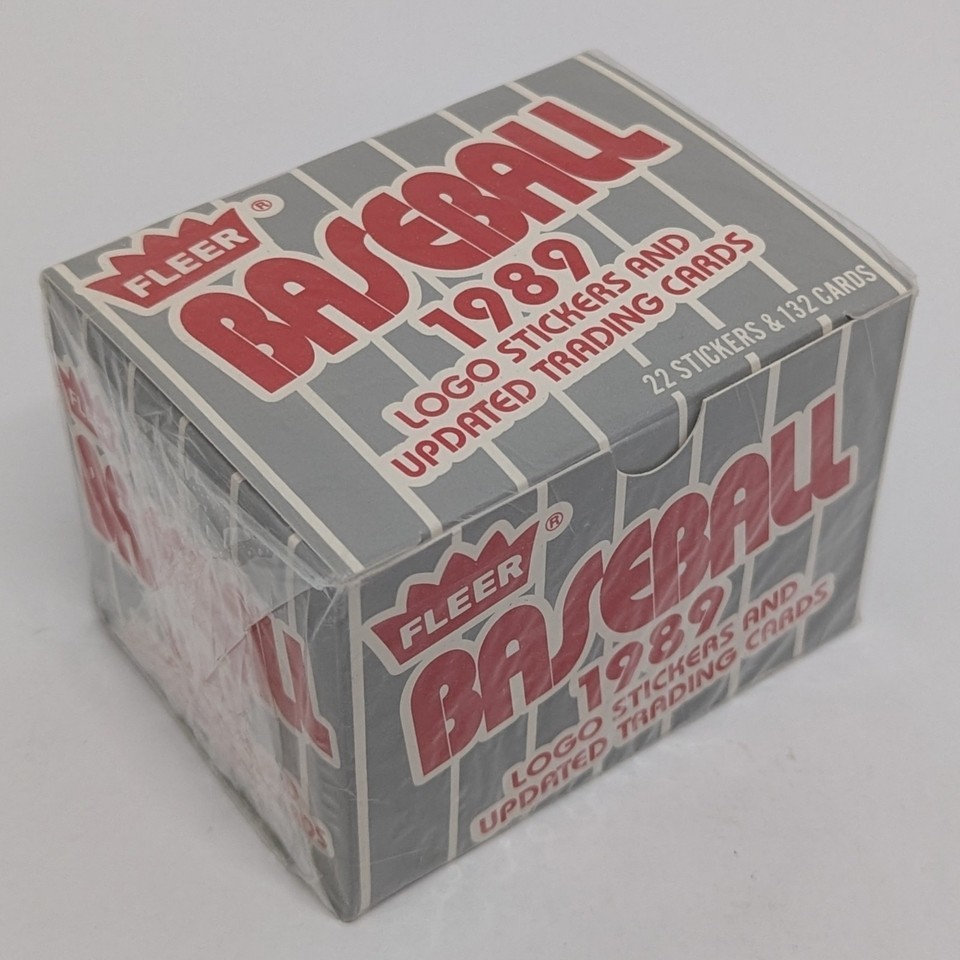 FLEER®
BASEBALL
1989
LOGO STICKERS AND
UPDATED TRADING CARDS
22 STICKERS & 132 CARDS
FLEER®
BASEBALL
1989
LOGO STICKERS AND
UPDATED TRADING CARDS